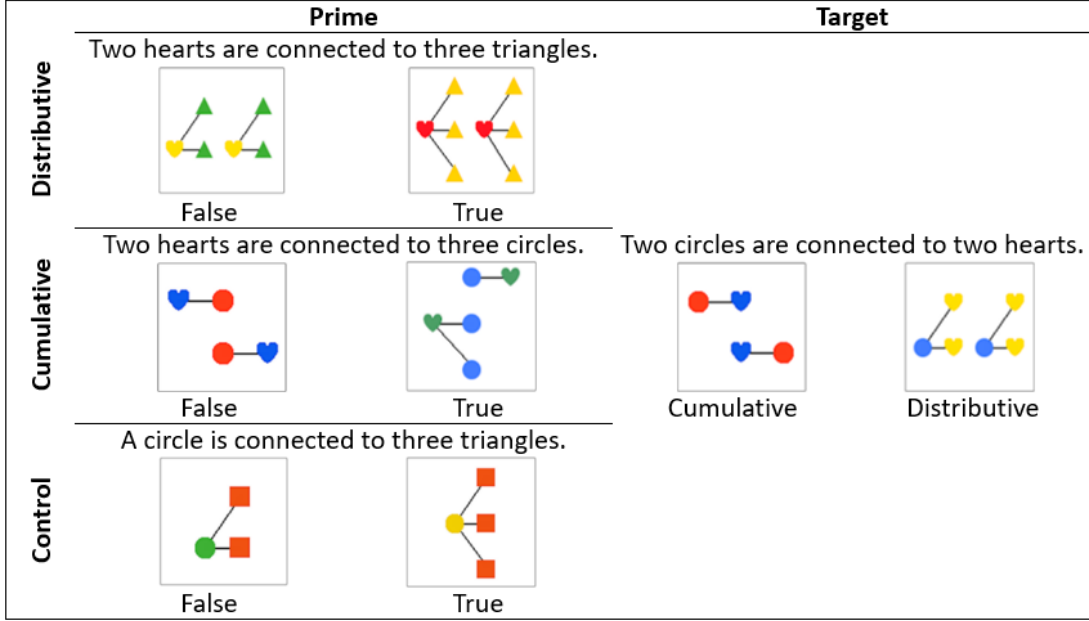 Prime Target
Distributive
Two hearts are connected to three triangles.
False True
Cumulative
Two hearts are connected to three circles. Two circles are connected to two hearts.
False True Cumulative Distributive
Control
A circle is connected to three triangles.
False True